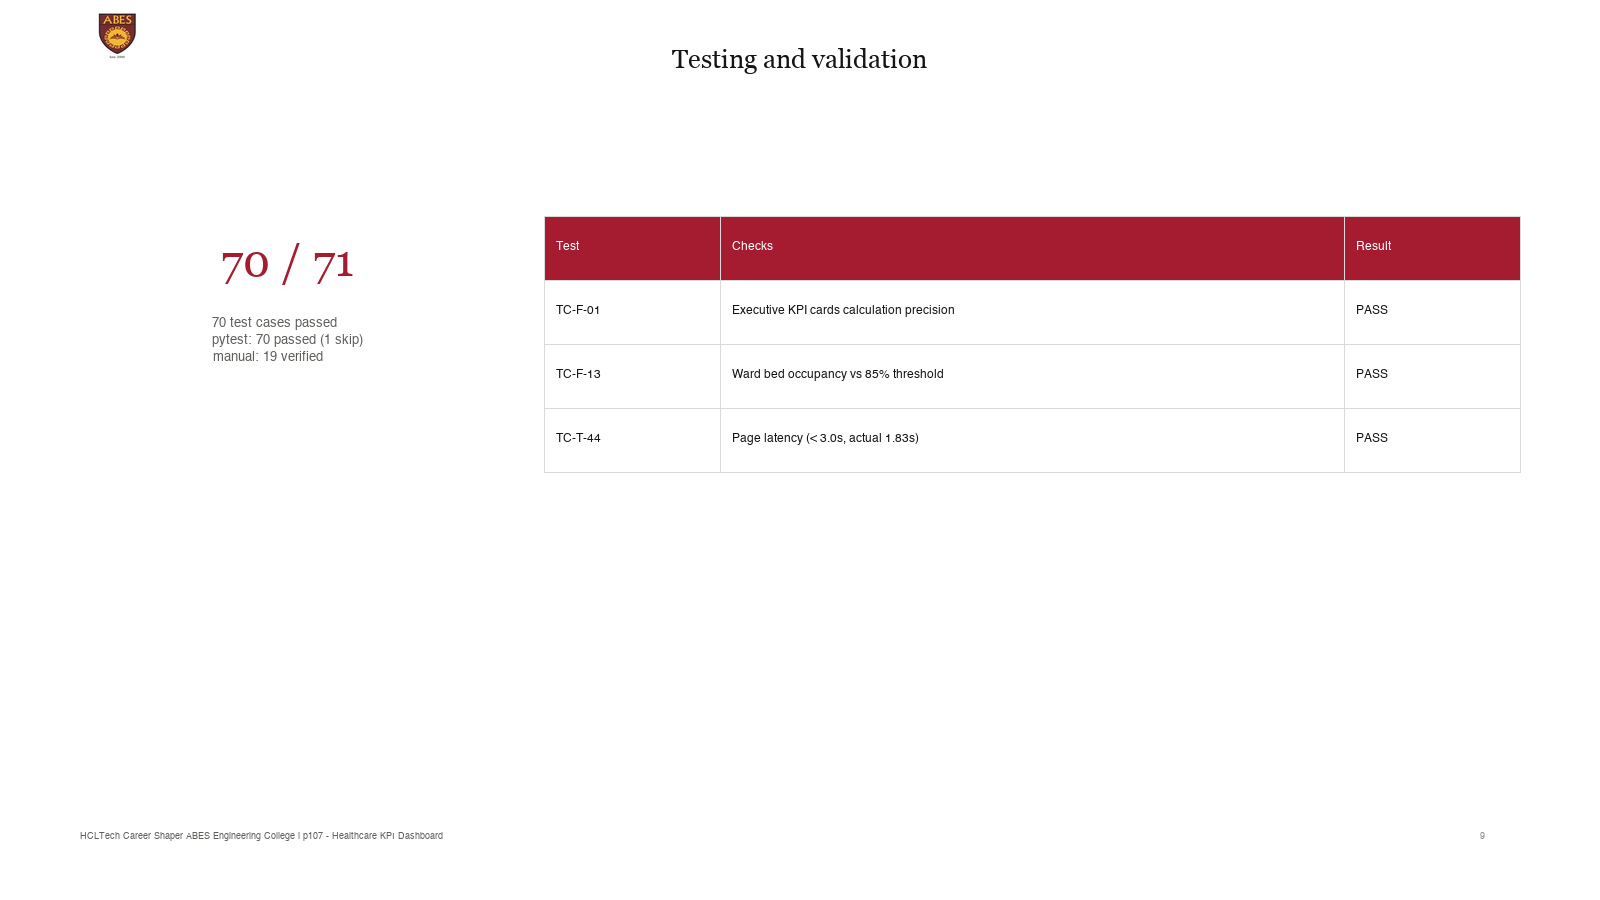 ABES
Testing and validation
70 / 71
70 test cases passed
pytest: 70 passed (1 skip)
manual: 19 verified
Test Checks Result
TC-F-01 Executive KPI cards calculation precision PASS
TC-F-13 Ward bed occupancy vs 85% threshold PASS
TC-T-44 Page latency (< 3.0s, actual 1.83s) PASS
HCLTech Career Shaper ABES Engineering College | p107 - Healthcare KPI Dashboard
9